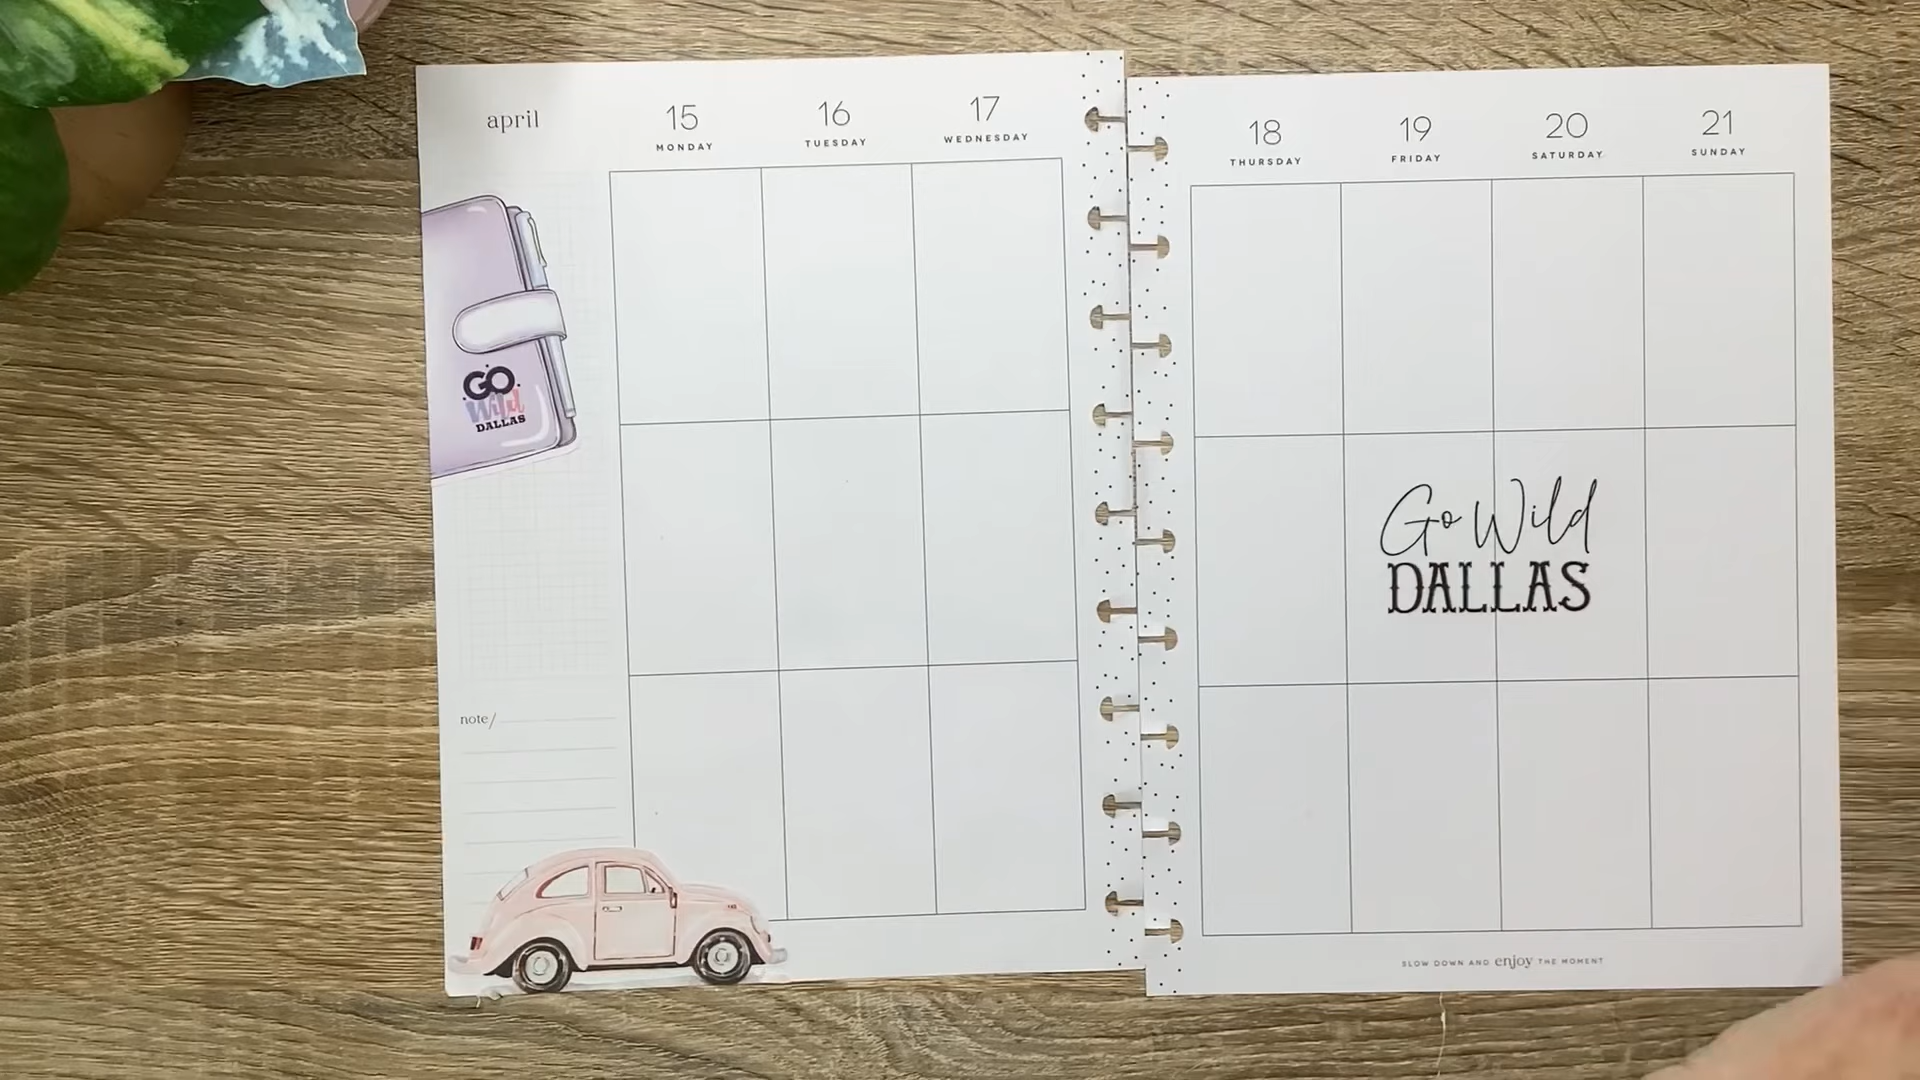 april
15
MONDAY
16
TUESDAY
17
WEDNESDAY
GO
Wild
DALLAS
note/
18
THURSDAY
19
FRIDAY
20
SATURDAY
21
SUNDAY
Go Wild
DALLAS
SLOW DOWN AND enjoy THE MOMENT